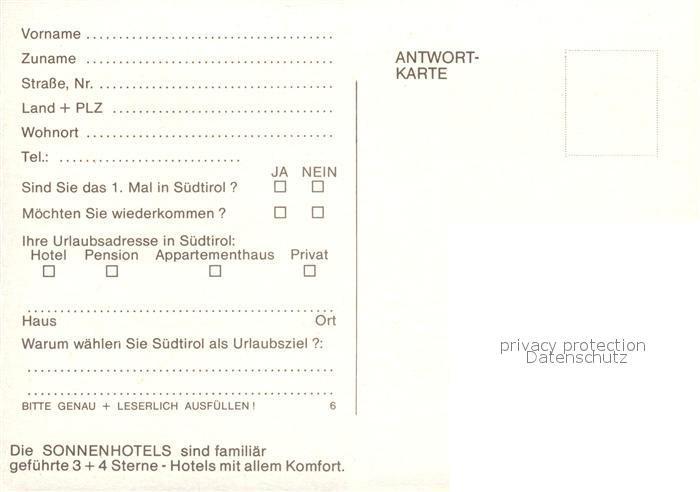 Vorname ....................................
Zuname ....................................
Straße, Nr. ...................................
Land + PLZ ................................
Wohnort ....................................
Tel.: ..........................
JA NEIN
Sind Sie das 1. Mal in Südtirol ? ☐ ☐
Möchten Sie wiederkommen ? ☐ ☐
Ihre Urlaubsadresse in Südtirol:
Hotel Pension Appartementhaus Privat
☐ ☐ ☐ ☐
Haus Ort
Warum wählen Sie Südtirol als Urlaubsziel ?:
BITTE GENAU + LESERLICH AUSFÜLLEN ! 6
Die SONNENHOTELS sind familiär
geführte 3 + 4 Sterne - Hotels mit allem Komfort.
ANTWORT-
KARTE
privacy protection
Datenschutz